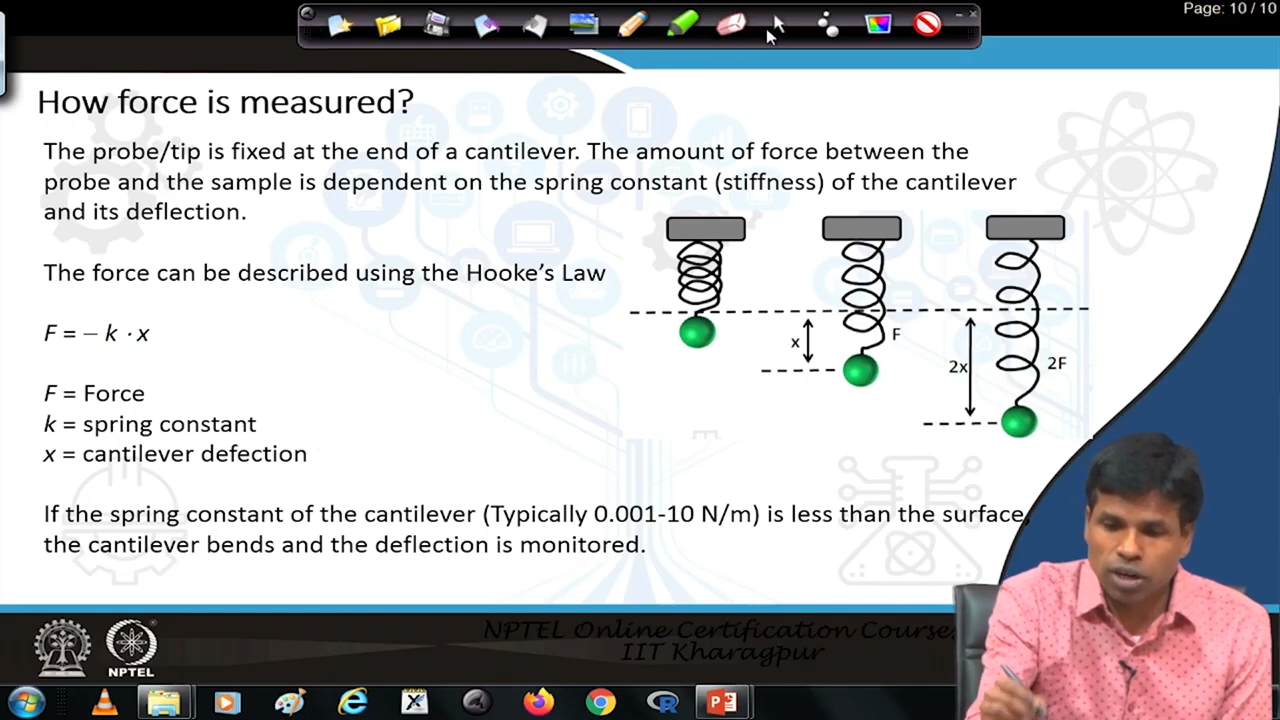 Page: 10 / 10
How force is measured?
The probe/tip is fixed at the end of a cantilever. The amount of force between the
probe and the sample is dependent on the spring constant (stiffness) of the cantilever
and its deflection.
The force can be described using the Hooke's Law
F = − k · x
F = Force
k = spring constant
x = cantilever defection
x
F
2x
2F
If the spring constant of the cantilever (Typically 0.001-10 N/m) is less than the surface,
the cantilever bends and the deflection is monitored.
NPTEL Online Certification Course
IIT Kharagpur
NPTEL